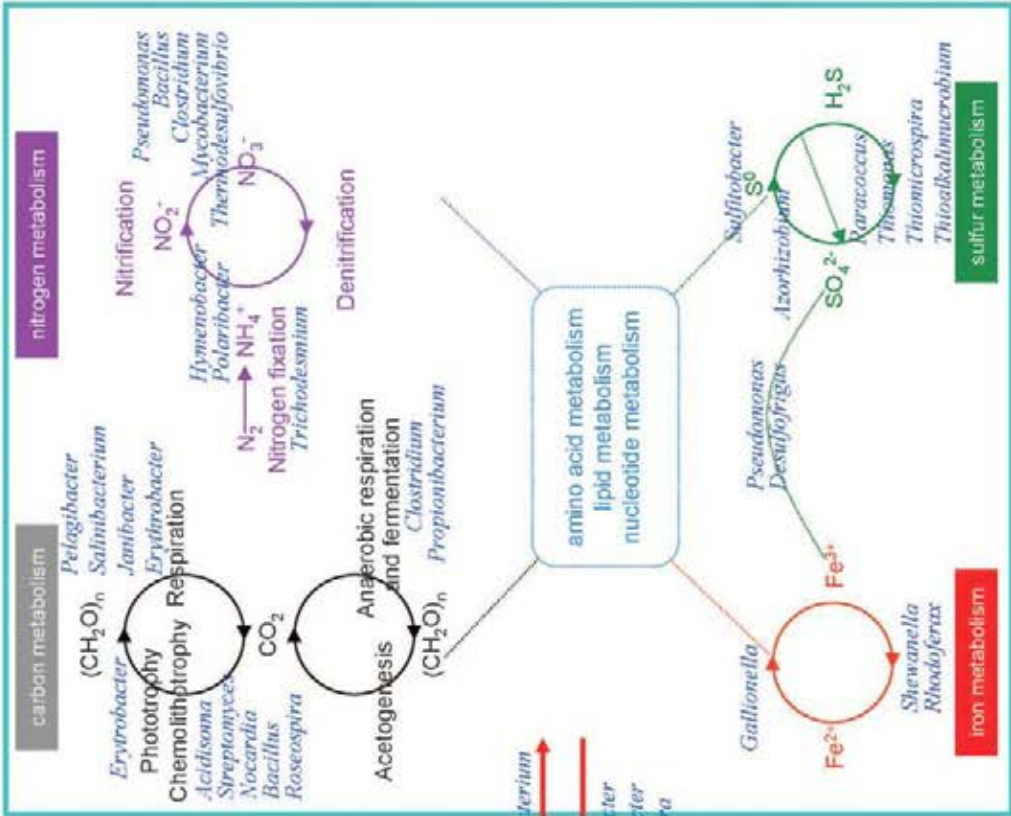 carbon metabolism
nitrogen metabolism
(CH2O)n
Pelagibacter
Salinibacterium
Janibacter
Erythrobacter
Erytrobacter
Phototrophy
Chemolithotrophy
Respiration
Acidisoma
Streptomyces
Nocardia
Bacillus
Roseospira
CO2
Acetogenesis
Anaerobic respiration
and fermentation
Clostridium
Propionibacterium
(CH2O)n
Nitrification
Pseudomonas
Bacillus
Clostridium
Mycobacterium
Thermodesulfovibrio
NO2-
NO3-
Hymenobacter
Polaribacter
N2
NH4+
Nitrogen fixation
Trichodesmium
Denitrification
amino acid metabolism
lipid metabolism
nucleotide metabolism
Gallionella
Fe2+
Fe3+
Shewanella
Rhodoferax
iron metabolism
Pseudomonas
Desulfofrigus
Sulfitobacter
Azorhizobium
S0
SO42-
H2S
Paracoccus
Thiomonas
Thiomicrospira
Thioalkalimicrobium
sulfur metabolism